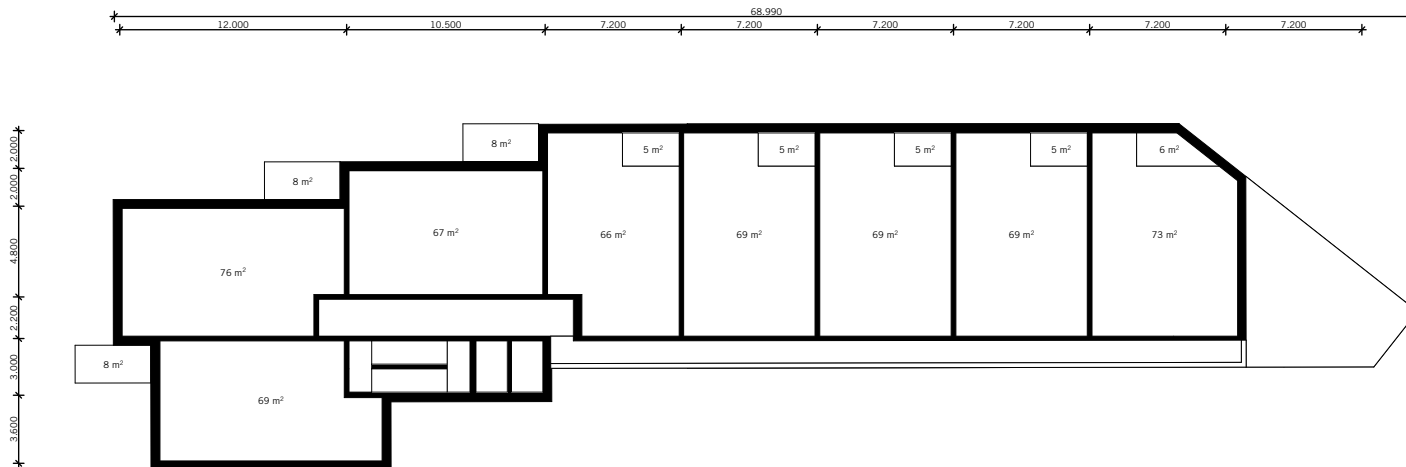 68.990
12.000 10.500 7.200 7.200 7.200 7.200 7.200 7.200
2.000
2.000
4.800
2.200
3.000
3.600
8 m²
5 m² 5 m² 5 m² 5 m² 6 m²
8 m²
67 m² 66 m² 69 m² 69 m² 69 m² 73 m²
76 m²
8 m²
69 m²